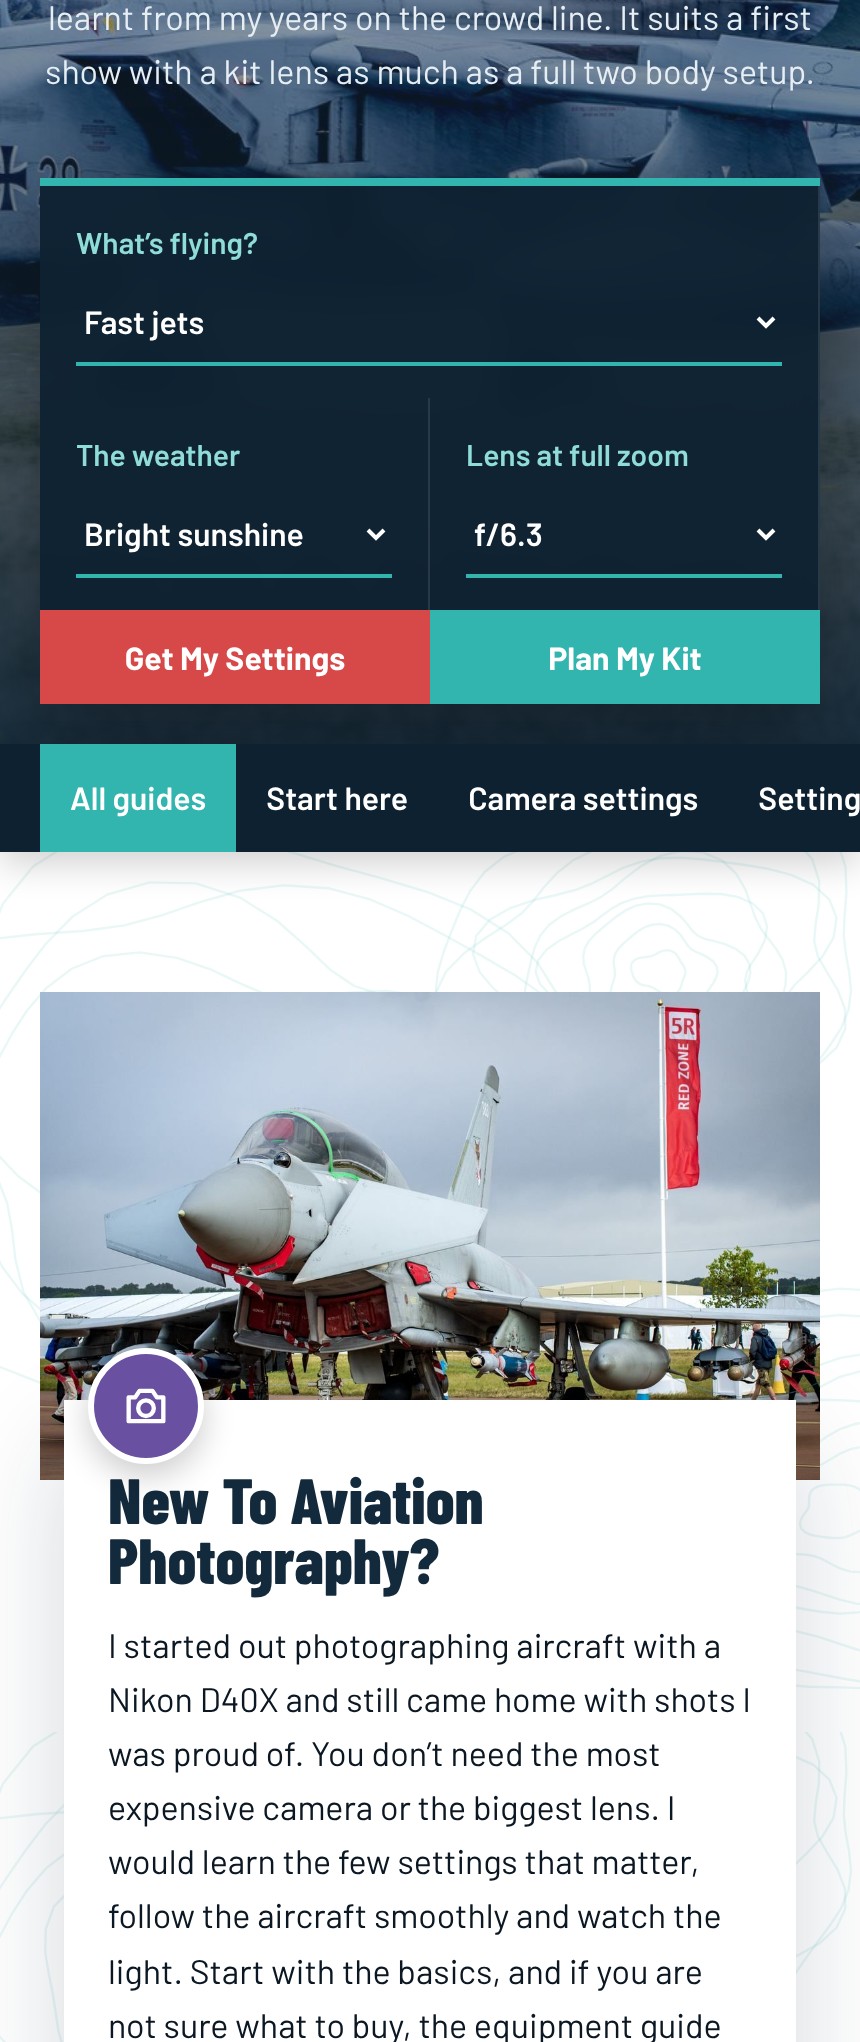 learnt from my years on the crowd line. It suits a first
show with a kit lens as much as a full two body setup.
20
What's flying?
Fast jets
The weather
Lens at full zoom
Bright sunshine
f/6.3
Get My Settings
Plan My Kit
All guides
Start here
Camera settings
Setting
5R
RED ZONE
New To Aviation
Photography?
I started out photographing aircraft with a
Nikon D40X and still came home with shots I
was proud of. You don't need the most
expensive camera or the biggest lens. I
would learn the few settings that matter,
follow the aircraft smoothly and watch the
light. Start with the basics, and if you are
not sure what to buy, the equipment guide